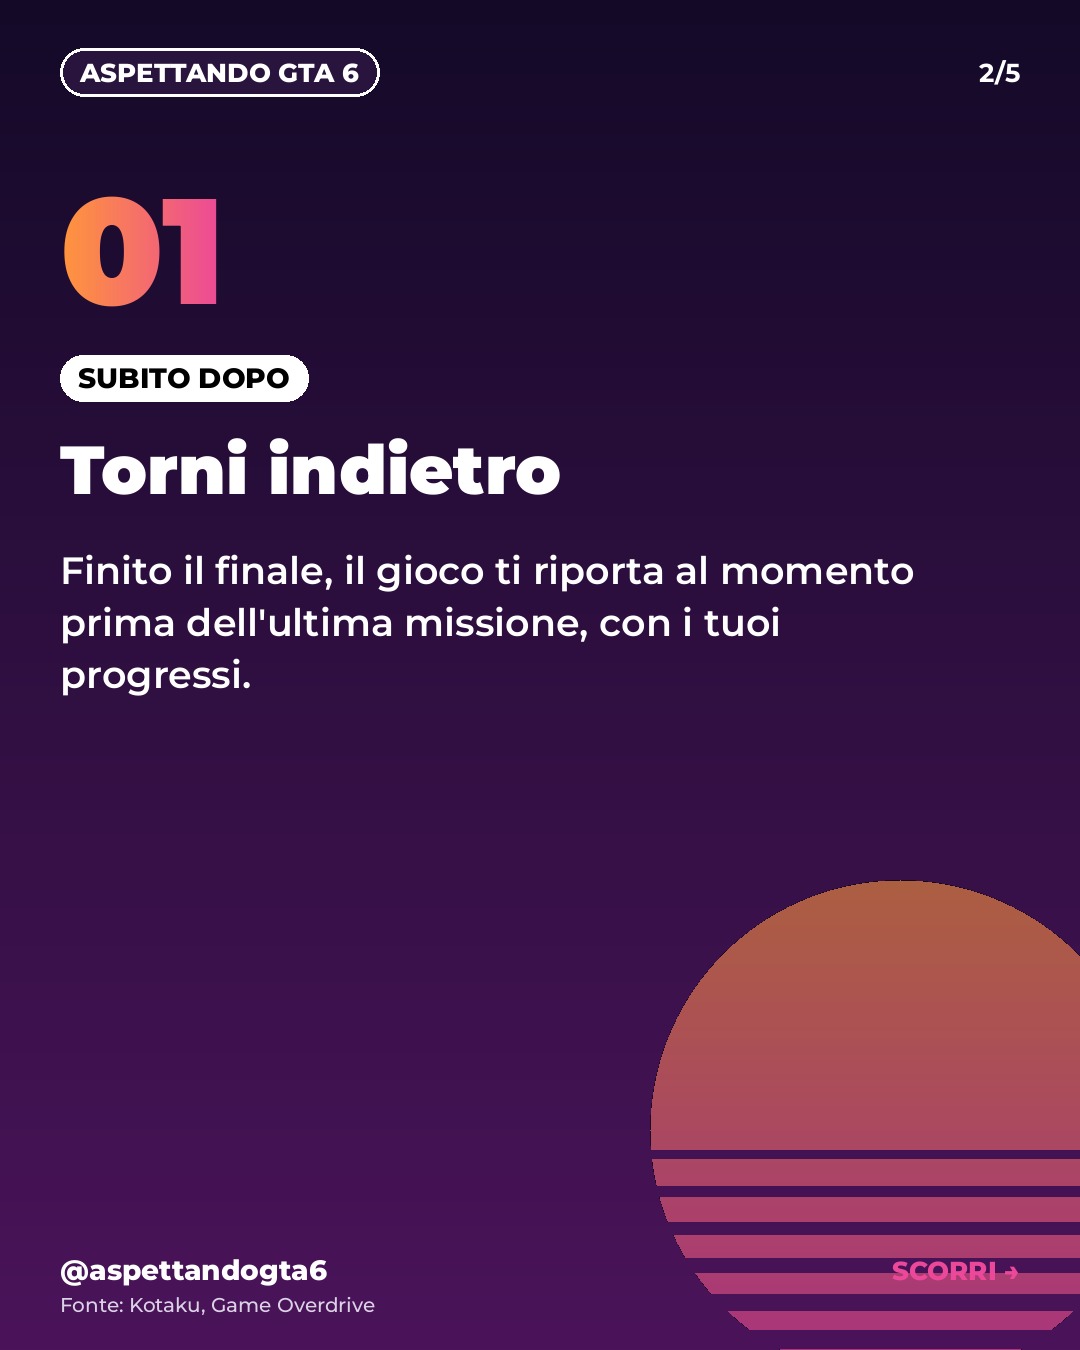 ASPETTANDO GTA 6
2/5
01
SUBITO DOPO
Torni indietro
Finito il finale, il gioco ti riporta al momento
prima dell'ultima missione, con i tuoi
progressi.
@aspettandogta6
SCORRI →
Fonte: Kotaku, Game Overdrive